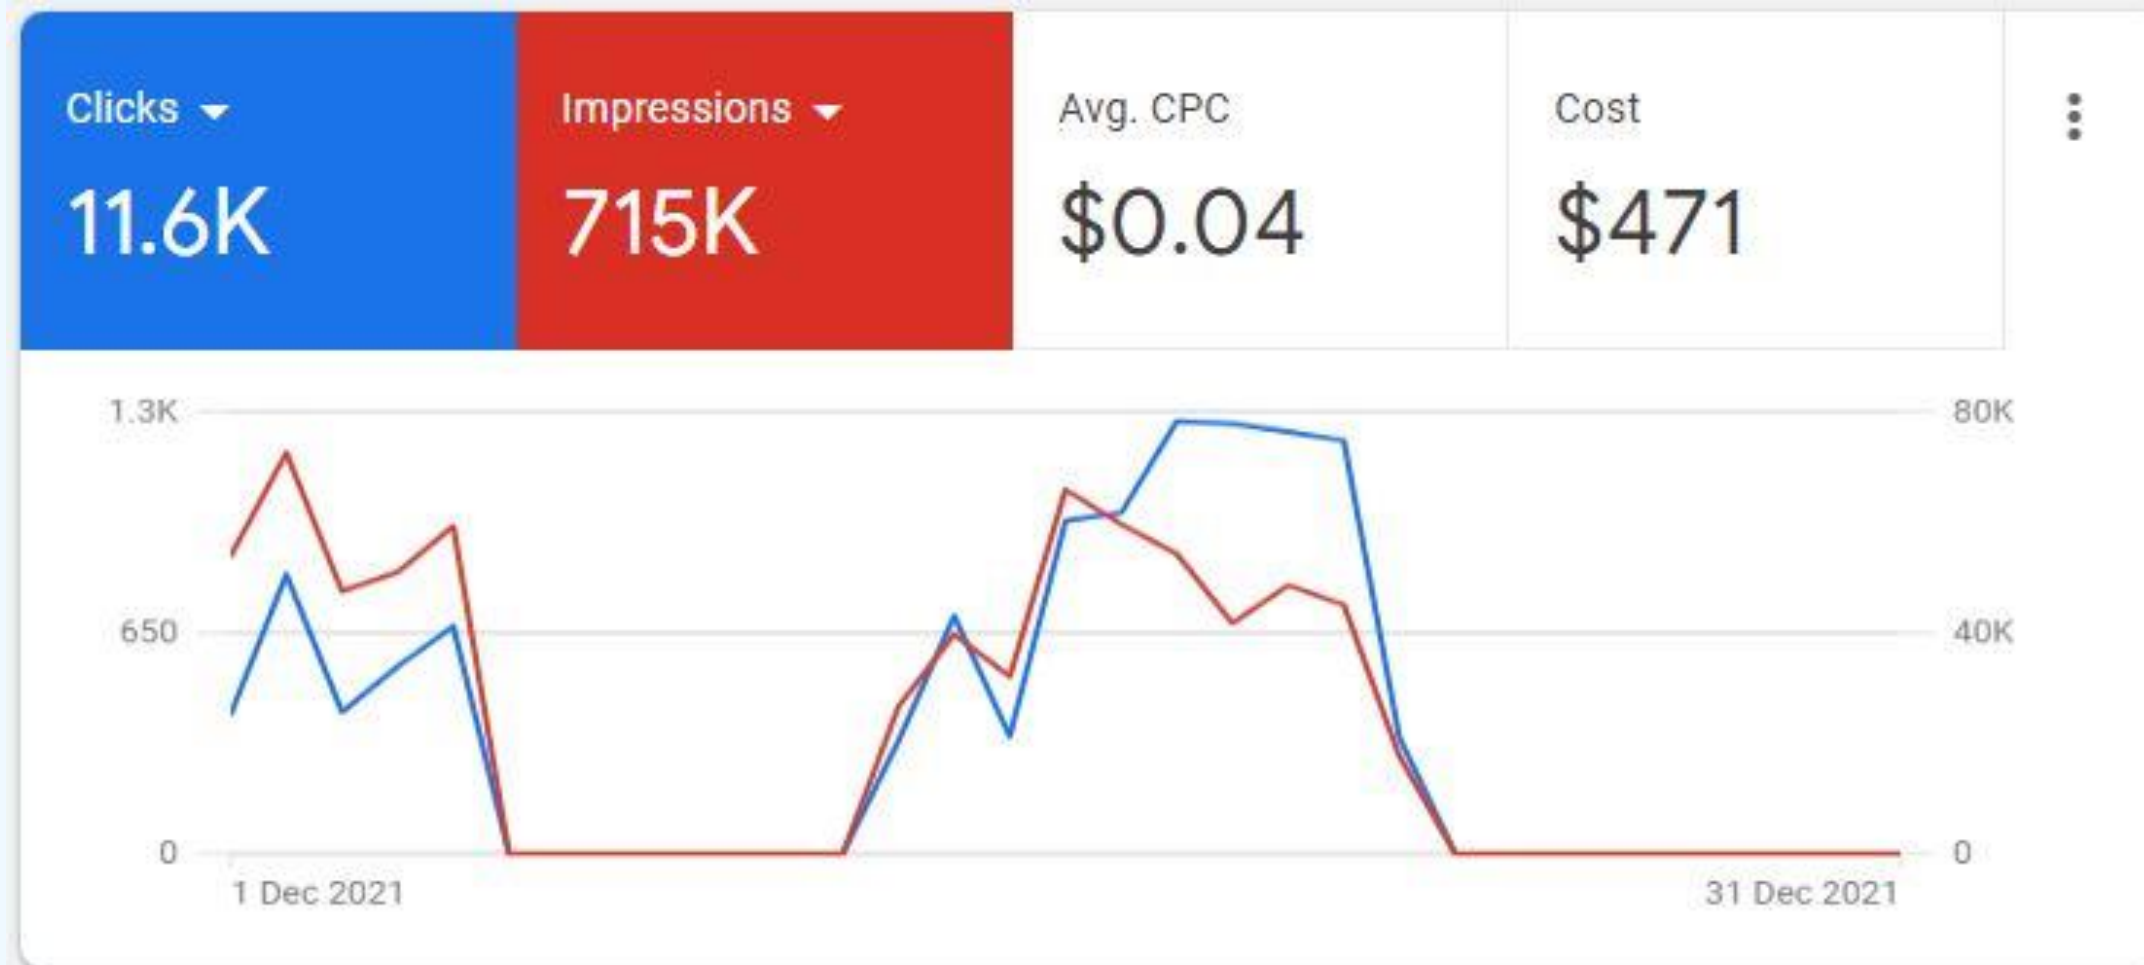 Clicks
Impressions
Avg. CPC
Cost
11.6K
715K
$0.04
$471
1.3K
80K
650
40K
0
0
1 Dec 2021
31 Dec 2021